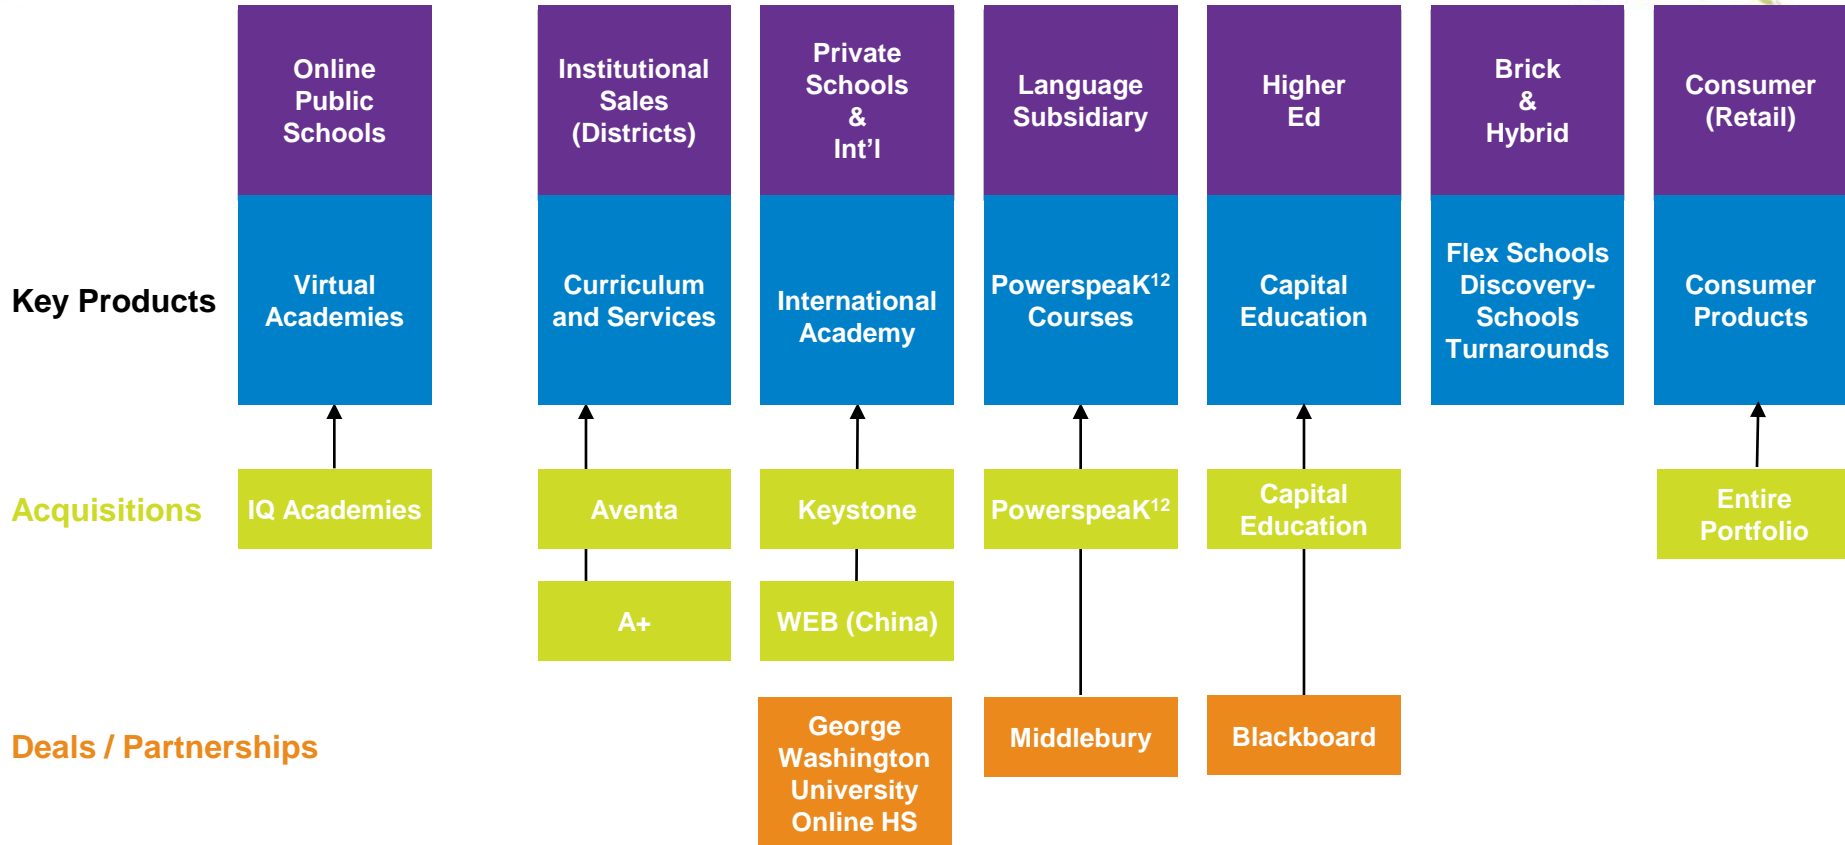 Online
Public
Schools
Institutional
Sales
(Districts)
Private
Schools
&
Int’l
Language
Subsidiary
Higher
Ed
Brick
&
Hybrid
Consumer
(Retail)
Key Products
Virtual
Academies
Curriculum
and Services
International
Academy
PowerspeaK¹²
Courses
Capital
Education
Flex Schools
Discovery-
Schools
Turnarounds
Consumer
Products
Acquisitions
IQ Academies
Aventa
Keystone
PowerspeaK¹²
Capital
Education
Entire
Portfolio
A+
WEB (China)
Deals / Partnerships
George
Washington
University
Online HS
Middlebury
Blackboard